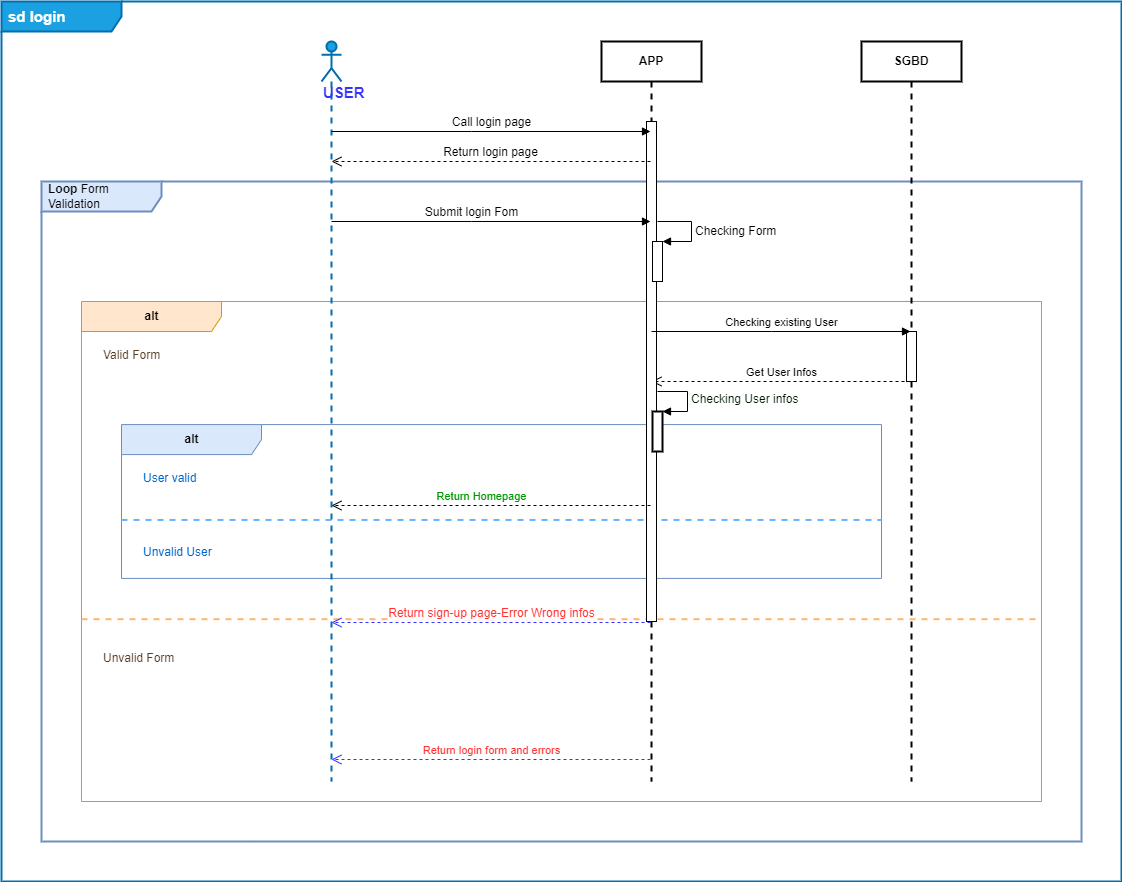 sd login
APP
SGBD
USER
Call login page
Return login page
Loop Form
Validation
Submit login Fom
Checking Form
alt
Checking existing User
Valid Form
Get User Infos
Checking User infos
alt
User valid
Return Homepage
Unvalid User
Return sign-up page-Error Wrong infos
Unvalid Form
Return login form and errors